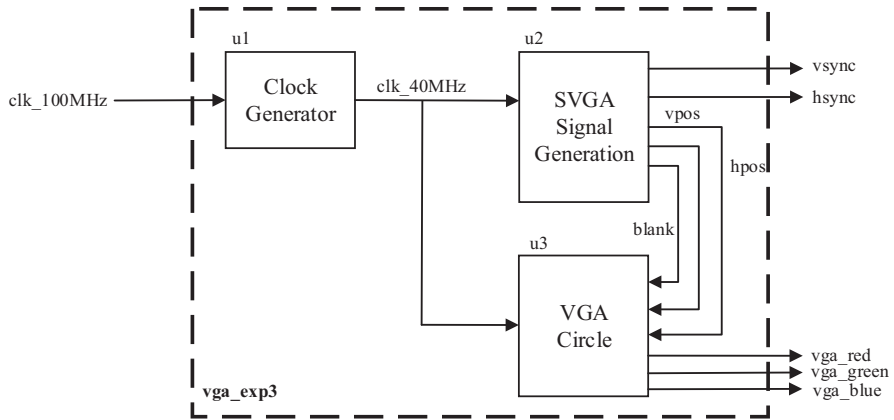 u1
u2
clk_100MHz
Clock
Generator
clk_40MHz
SVGA
Signal
Generation
vsync
hsync
vpos
hpos
blank
u3
VGA
Circle
vga_exp3
vga_red
vga_green
vga_blue